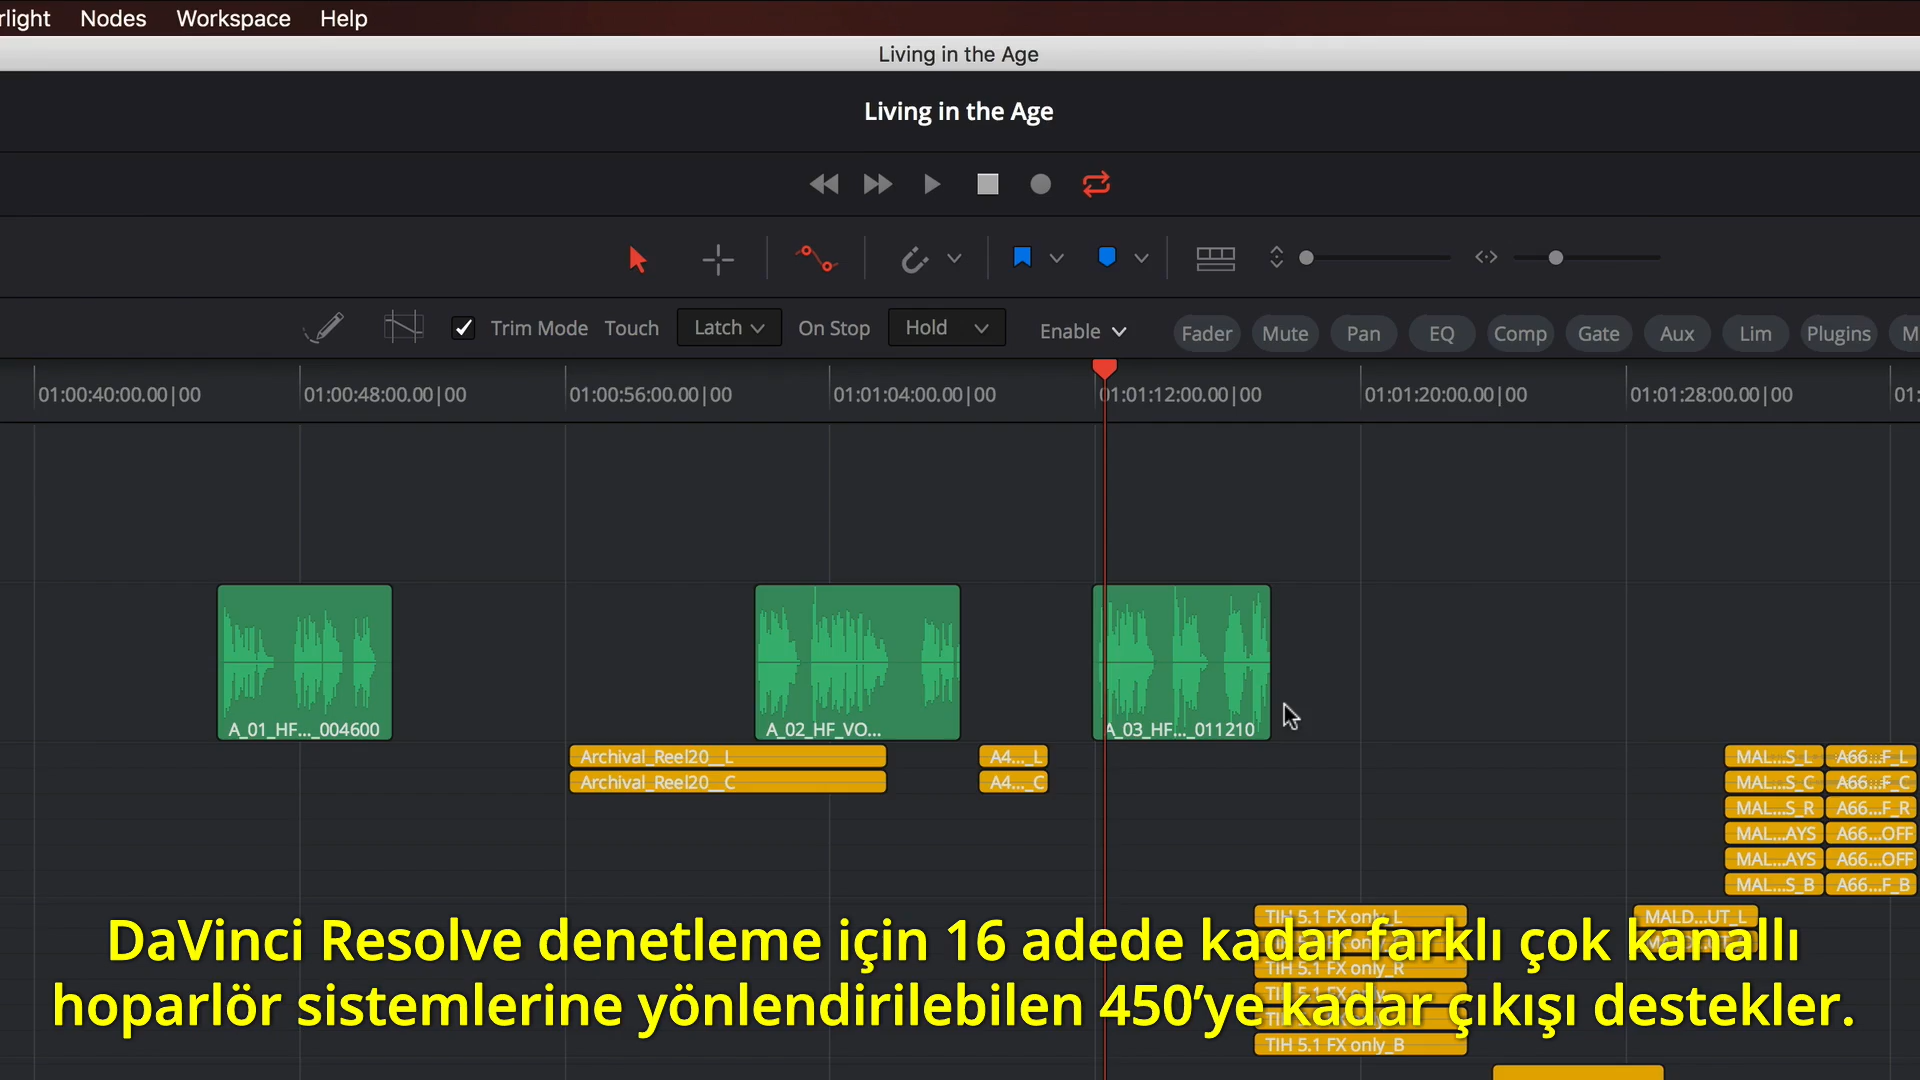 rlight Nodes Workspace Help
Living in the Age
Living in the Age
Trim Mode Touch Latch On Stop Hold Enable Fader Mute Pan EQ Comp Gate Aux Lim Plugins M
01:00:40:00.00|00 01:00:48:00.00|00 01:00:56:00.00|00 01:01:04:00.00|00 01:01:12:00.00|00 01:01:20:00.00|00 01:01:28:00.00|00 01:
A_01_HF..._004600 A_02_HF_VO... A_03_HF..._011210
Archival_Reel20__L A4..._L MAL...S_L A66...F_L
Archival_Reel20__C A4..._C MAL...S_C A66...F_C
MAL...S_R A66...F_R
MAL...AYS A66...OFF
MAL...AYS A66...OFF
MAL...S_B A66...F_B
TIH 5.1 FX only_L MALD...UT_L
DaVinci Resolve denetleme için 16 adede kadar farklı çok kanallı
TIH 5.1 FX only_R
hoparlör sistemlerine yönlendirilebilen 450’ye kadar çıkışı destekler.
TIH 5.1 FX only_B